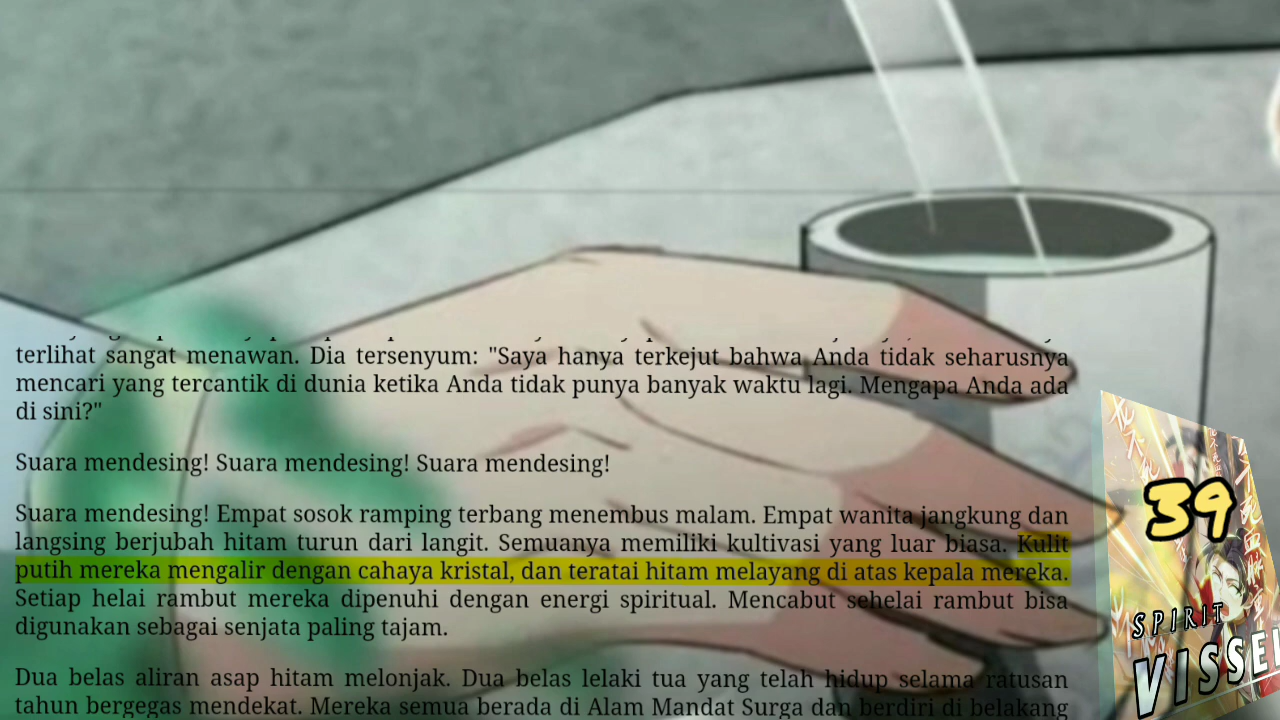 terlihat sangat menawan. Dia tersenyum: "Saya hanya terkejut bahwa Anda tidak seharusnya
mencari yang tercantik di dunia ketika Anda tidak punya banyak waktu lagi. Mengapa Anda ada
di sini?"
Suara mendesing! Suara mendesing! Suara mendesing!
Suara mendesing! Empat sosok ramping terbang menembus malam. Empat wanita jangkung dan
langsing berjubah hitam turun dari langit. Semuanya memiliki kultivasi yang luar biasa. Kulit
putih mereka mengalir dengan cahaya kristal, dan teratai hitam melayang di atas kepala mereka.
Setiap helai rambut mereka dipenuhi dengan energi spiritual. Mencabut sehelai rambut bisa
digunakan sebagai senjata paling tajam.
Dua belas aliran asap hitam melonjak. Dua belas lelaki tua yang telah hidup selama ratusan
tahun bergegas mendekat. Mereka semua berada di Alam Mandat Surga dan berdiri di belakang
39
SPIRIT
VISSEL